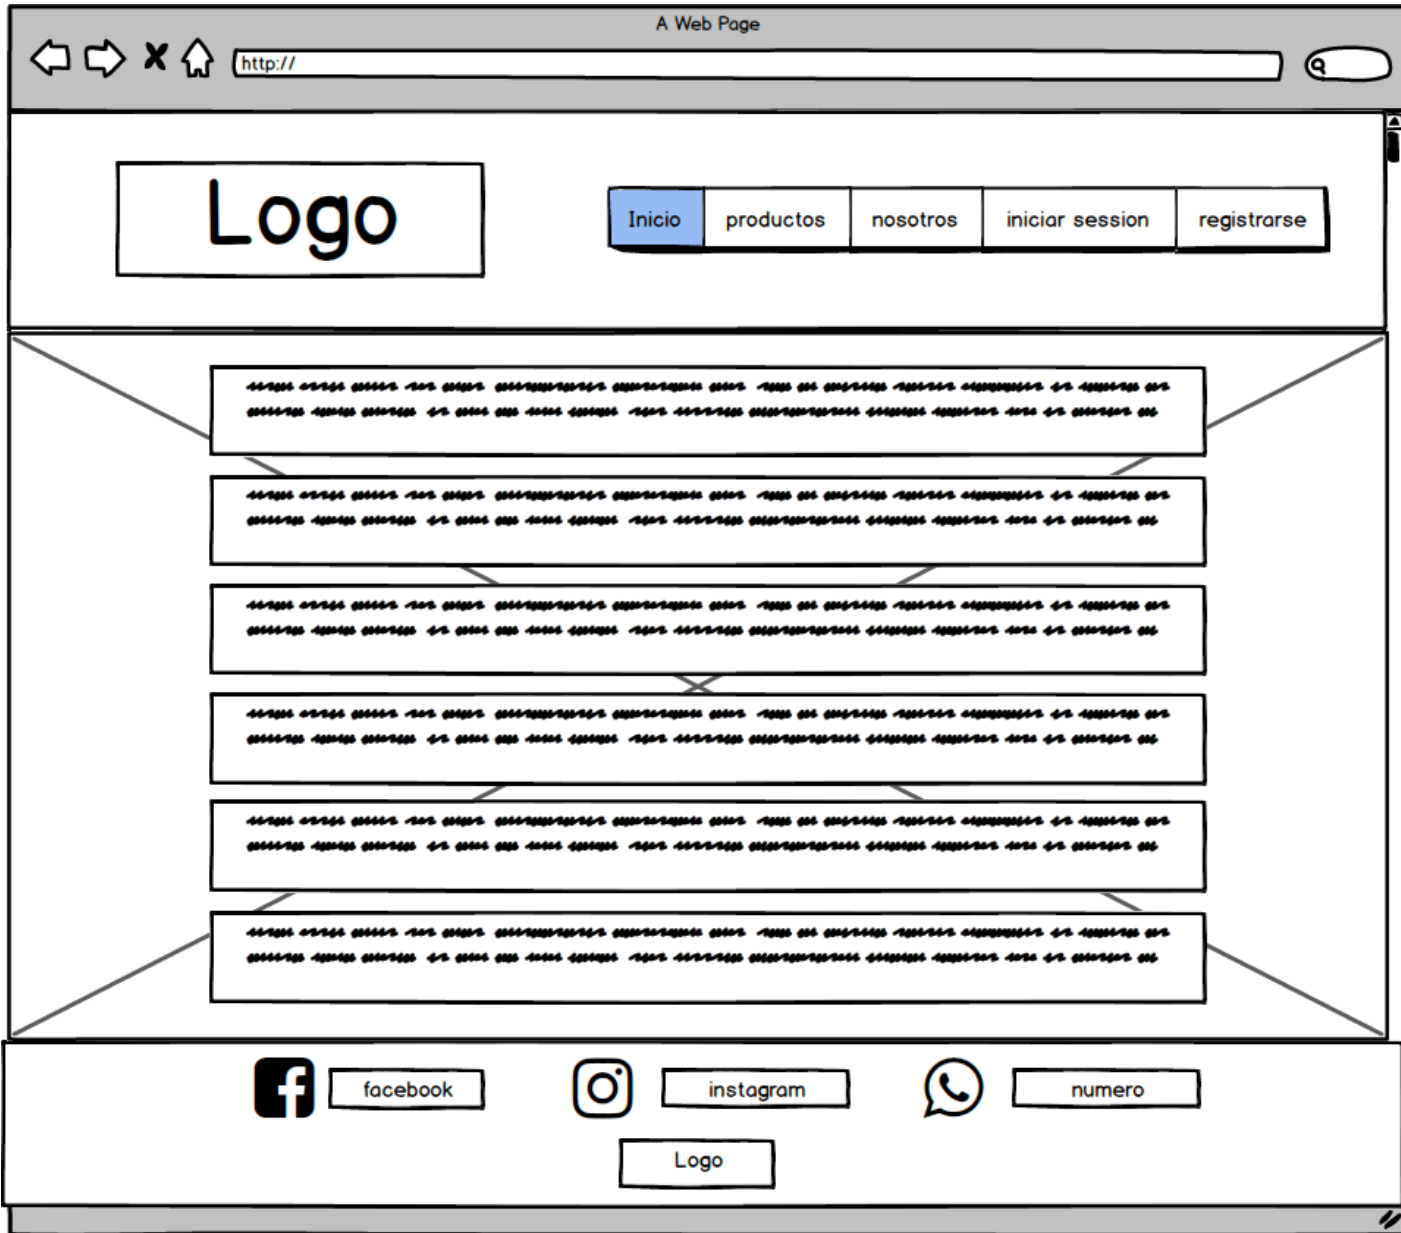 A Web Page
http://
Logo
Inicio productos nosotros iniciar session registrarse
facebook instagram numero
Logo